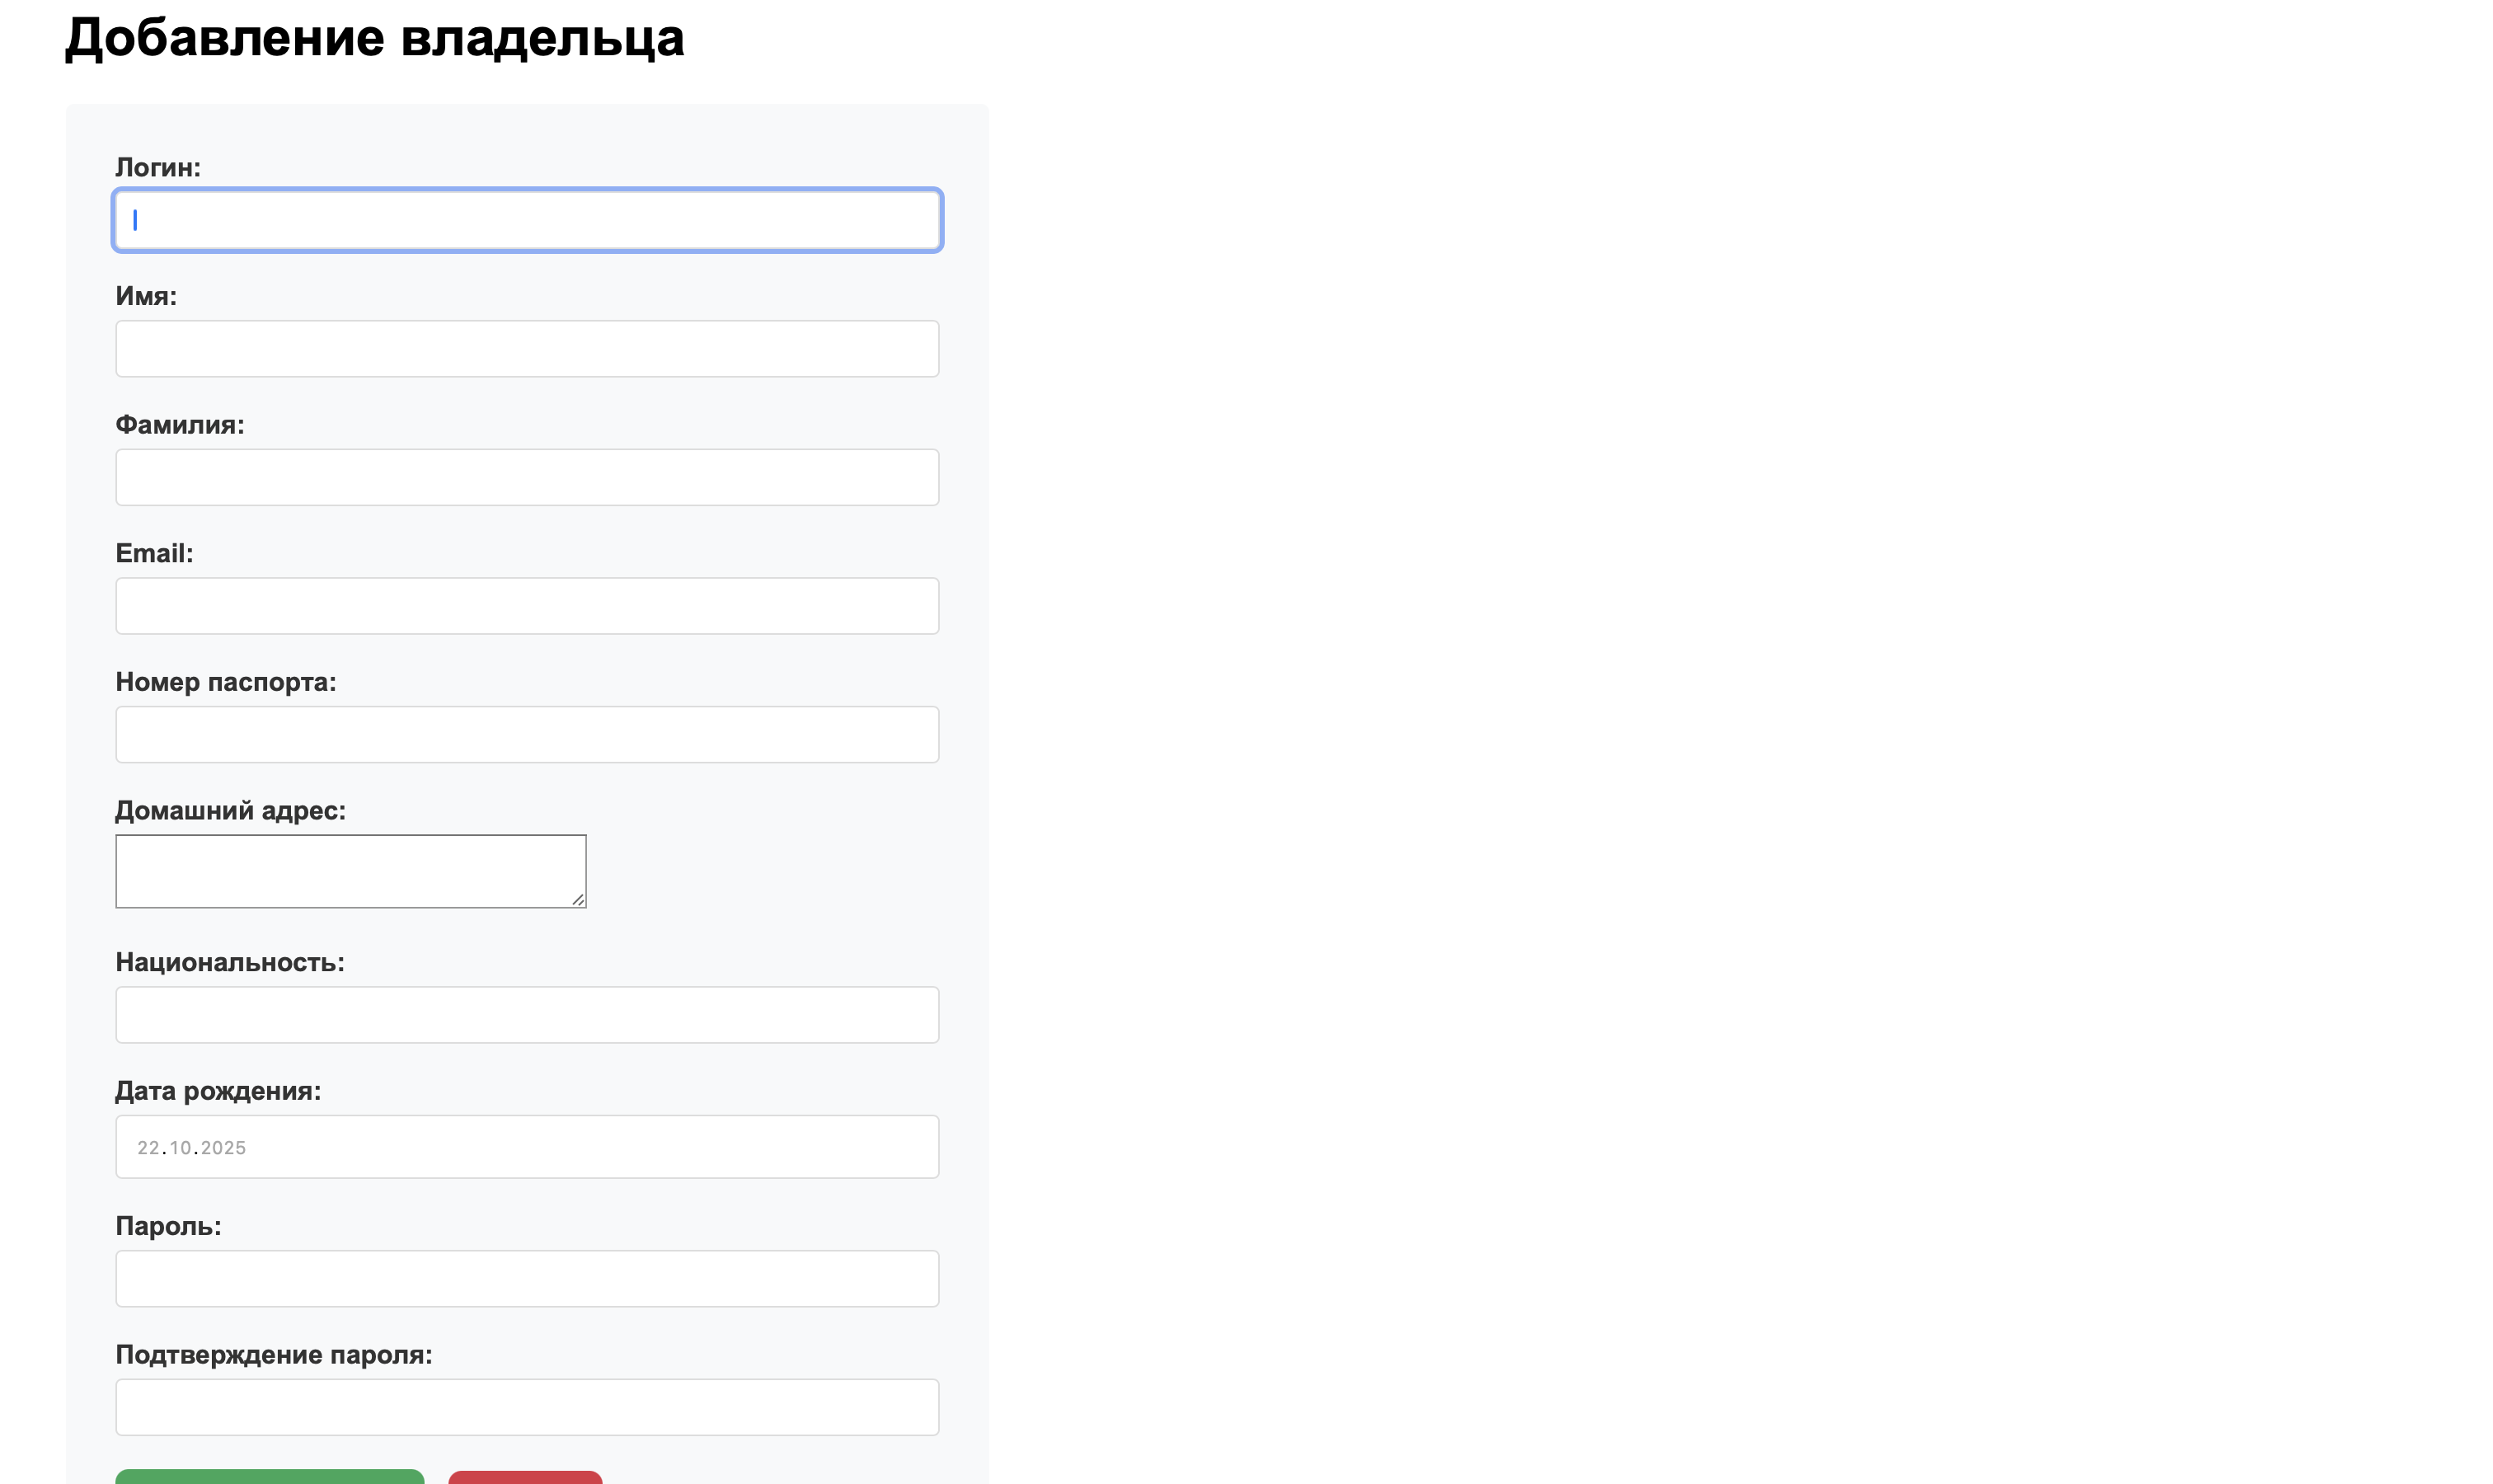 Добавление владельца
Логин:
Имя:
Фамилия:
Email:
Номер паспорта:
Домашний адрес:
Национальность:
Дата рождения:
22.10.2025
Пароль:
Подтверждение пароля: